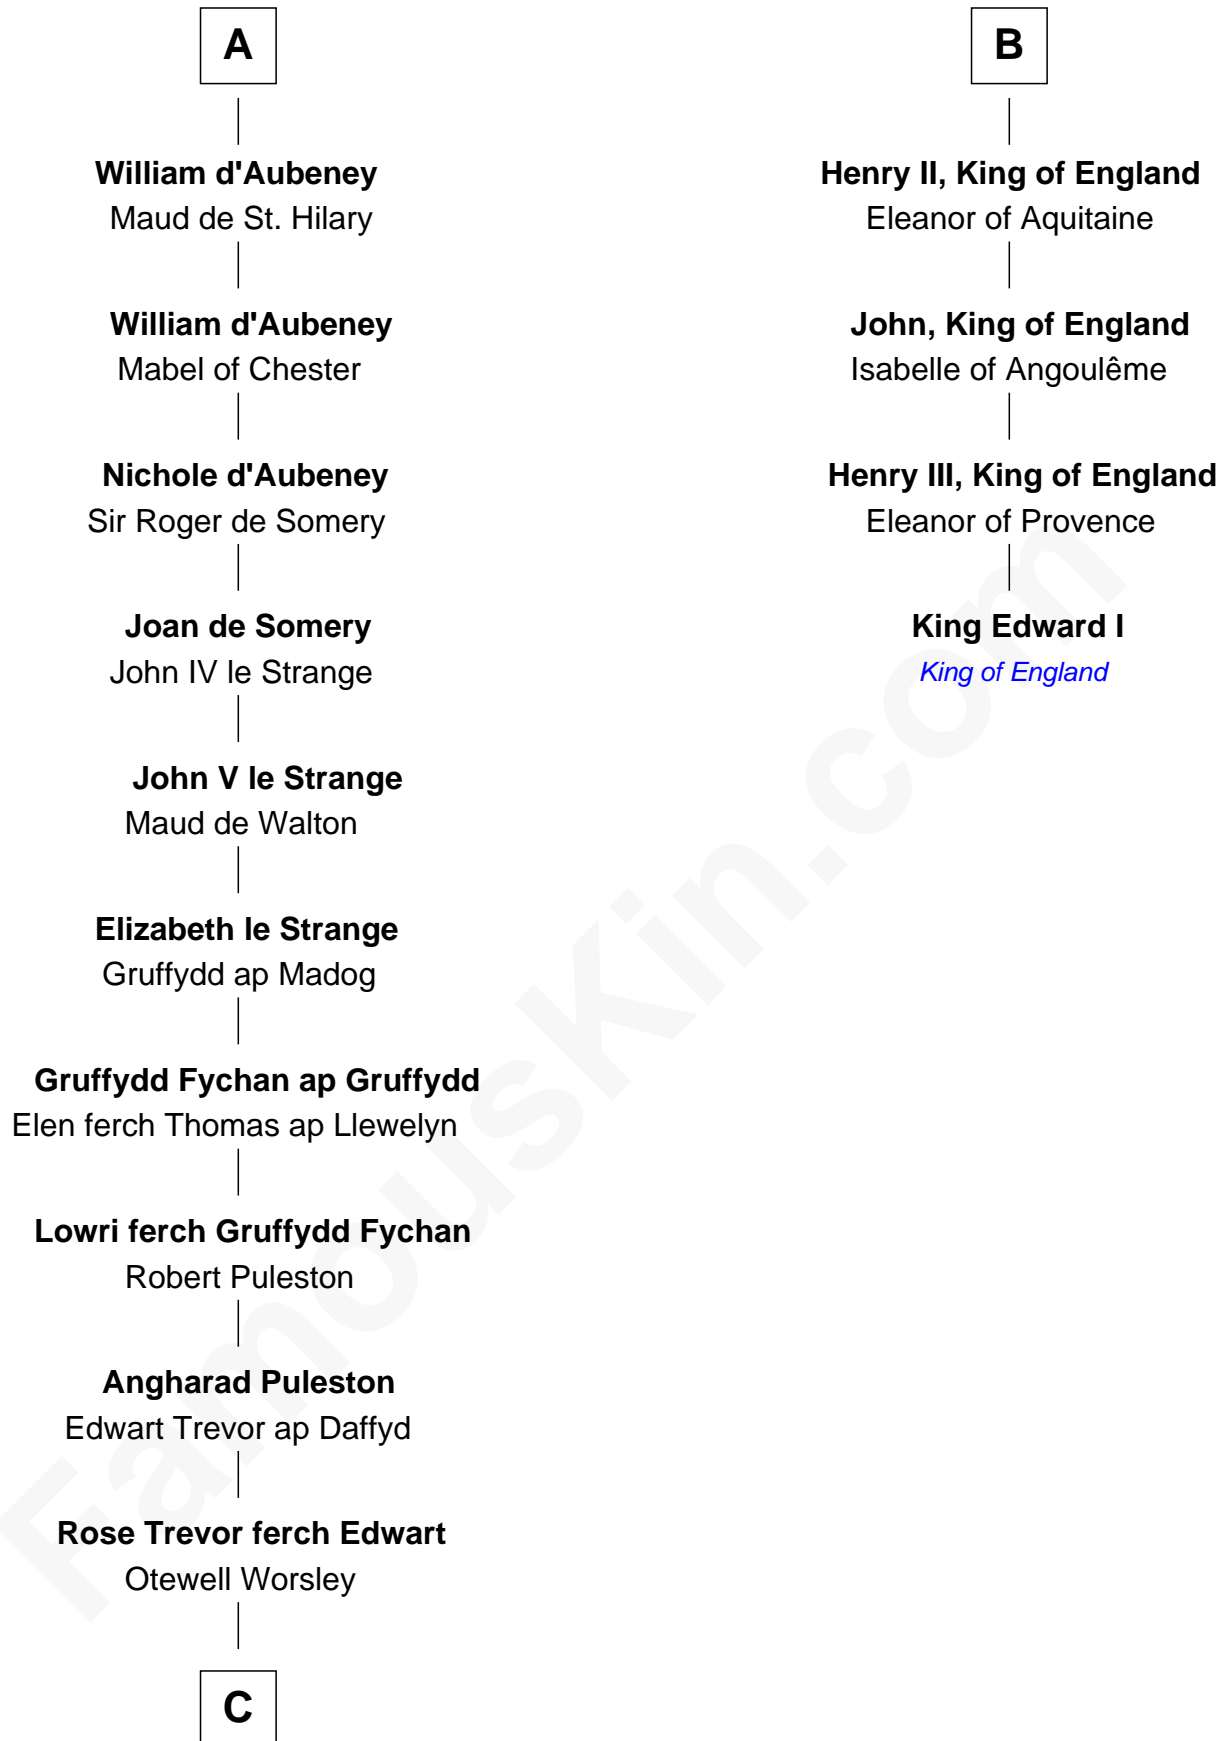 A
William d'Aubeney
Maud de St. Hilary
William d'Aubeney
Mabel of Chester
Nichole d'Aubeney
Sir Roger de Somery
Joan de Somery
John IV le Strange
John V le Strange
Maud de Walton
Elizabeth le Strange
Gruffydd ap Madog
Gruffydd Fychan ap Gruffydd
Elen ferch Thomas ap Llewelyn
Lowri ferch Gruffydd Fychan
Robert Puleston
Angharad Puleston
Edwart Trevor ap Daffyd
Rose Trevor ferch Edwart
Otewell Worsley
C
B
Henry II, King of England
Eleanor of Aquitaine
John, King of England
Isabelle of Angoulême
Henry III, King of England
Eleanor of Provence
King Edward I
King of England
FamousKin.com